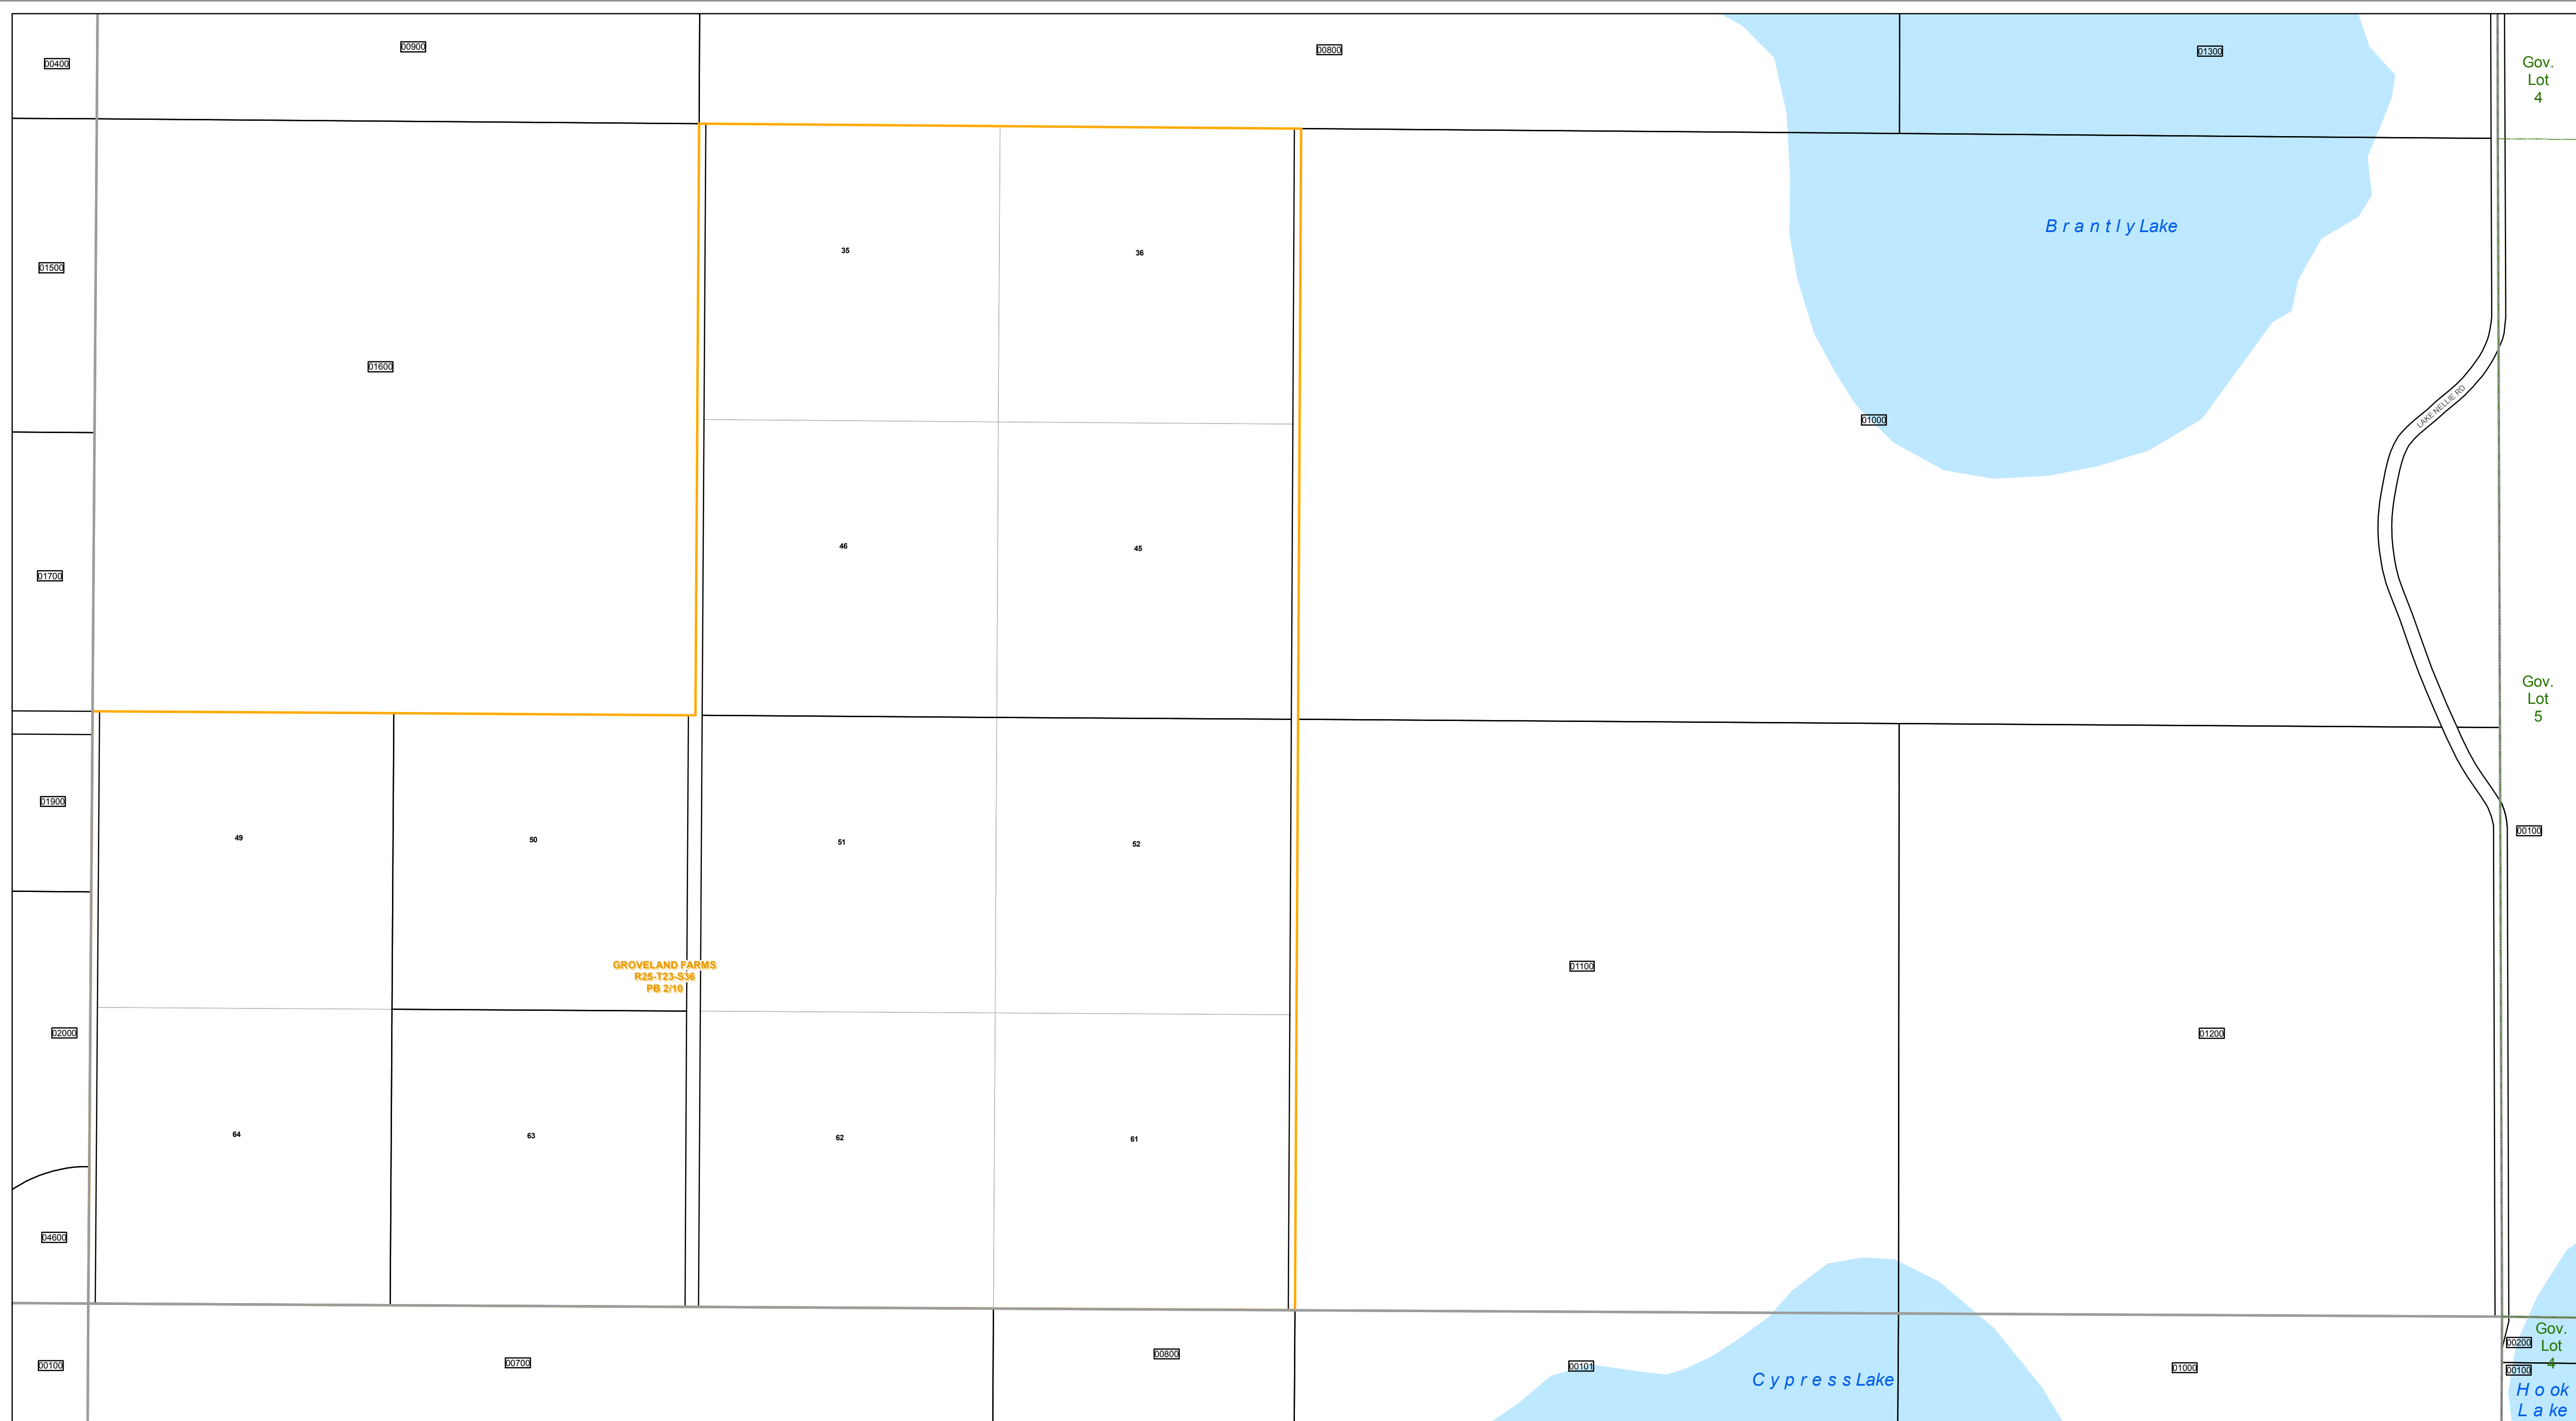 00900
00800
01300
00400
Gov.
Lot
4
Brantly Lake
35
36
01500
01600
LAKE NELLIE RD
01000
46
45
01700
Gov.
Lot
5
01900
00100
49
50
51
52
GROVELAND FARMS
R25-T23-S36
PB 2/10
01100
02000
01200
64
63
62
61
04600
Gov.
Lot
4
00200
00100
00700
00800
00101
01000
00100
Cypress Lake
Hook
Lake